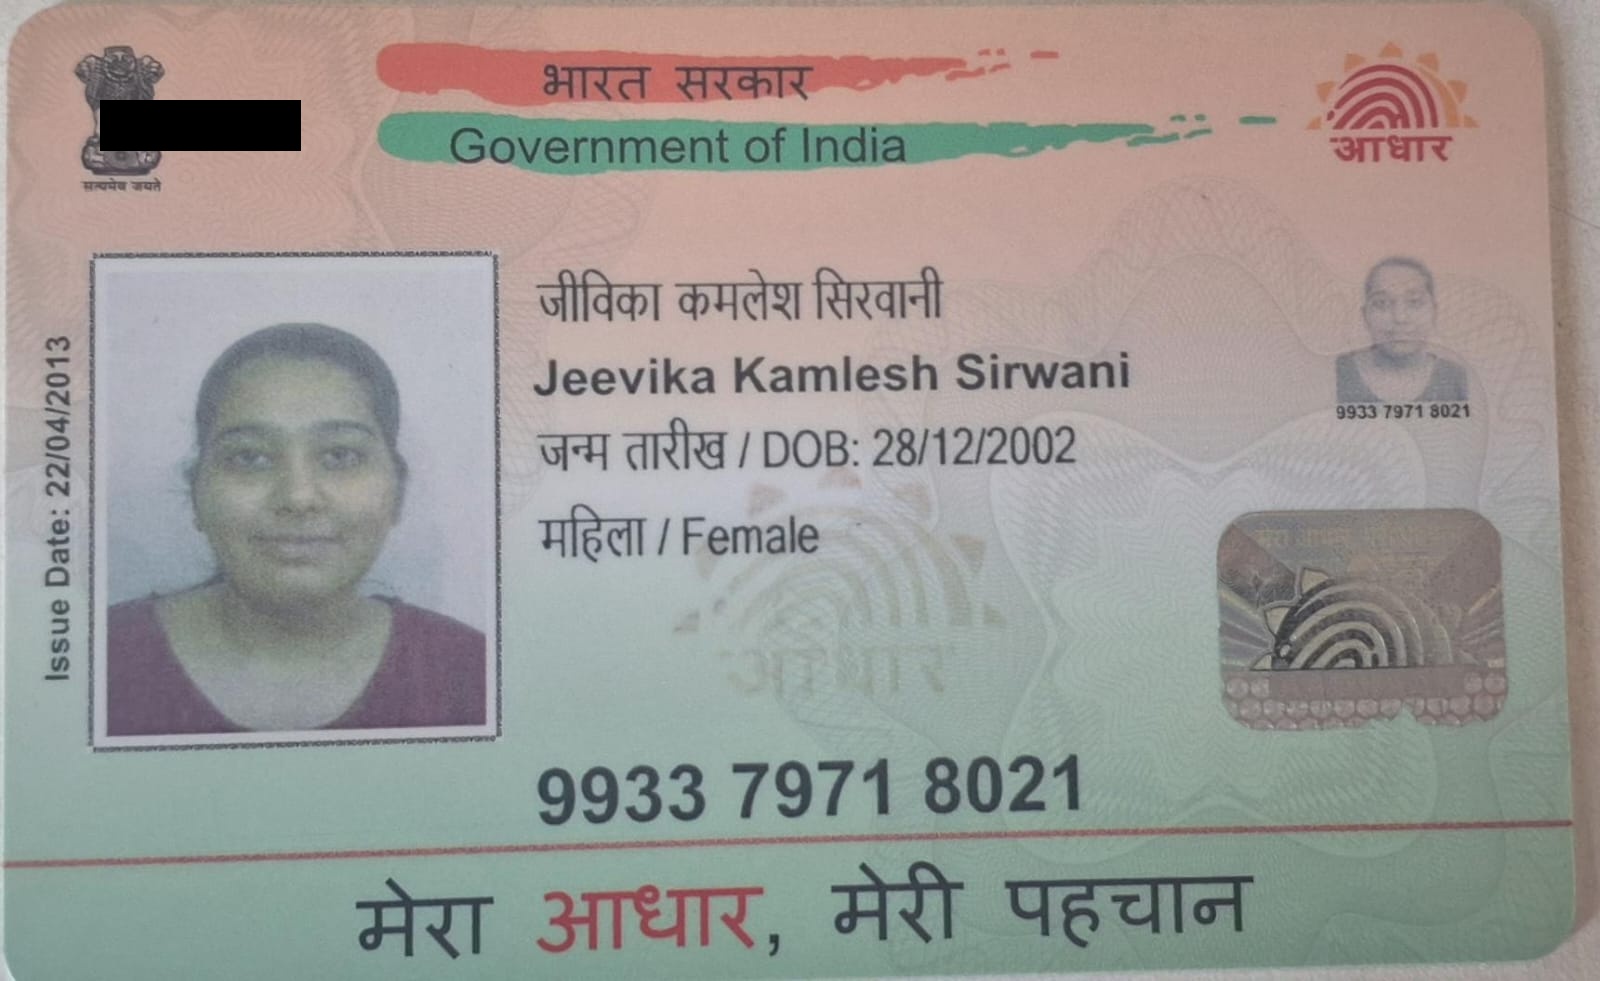 भारत सरकार
Government of India
आधार
सत्यमेव जयते
Issue Date: 22/04/2013
जीविका कमलेश सिरवानी
Jeevika Kamlesh Sirwani
जन्म तारीख / DOB: 28/12/2002
महिला / Female
9933 7971 8021
आधार
9933 7971 8021
मेरा आधार, मेरी पहचान